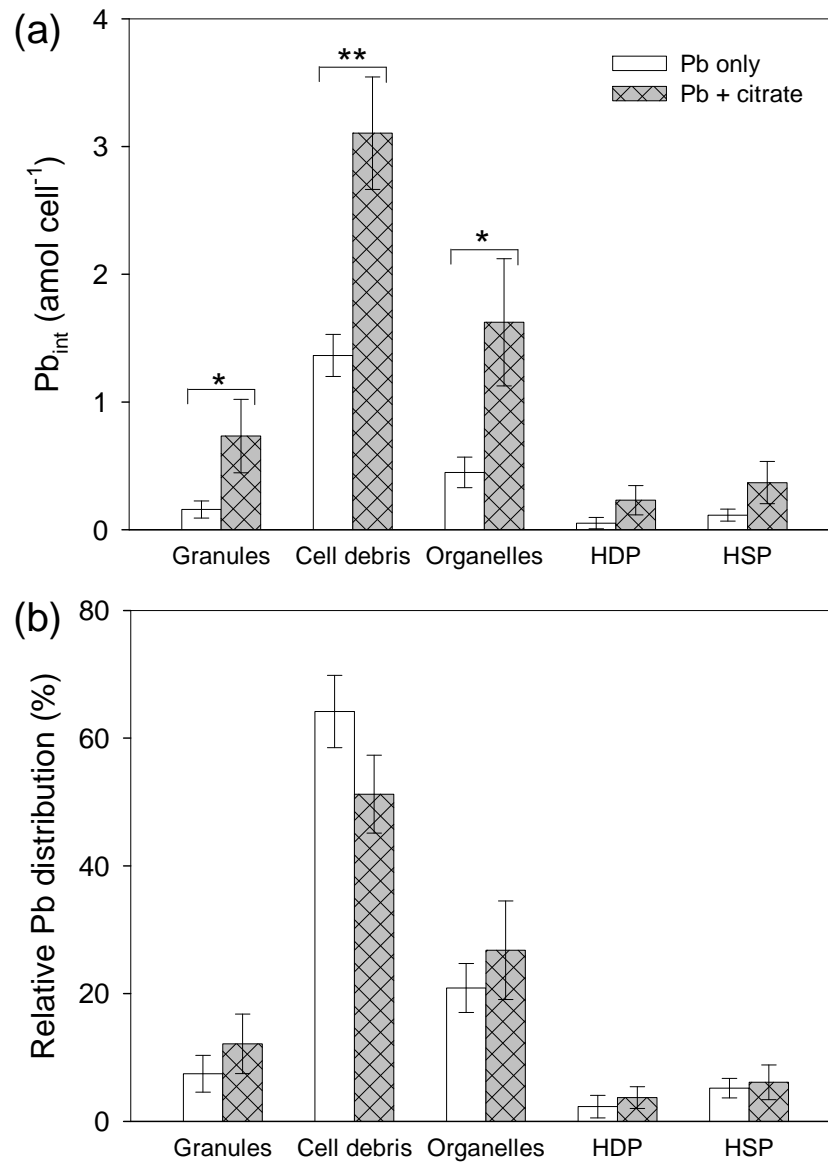 (a)
Pb_int (amol cell^-1)
4
3
2
1
0
*
**
*
Pb only
Pb + citrate
Granules Cell debris Organelles HDP HSP
(b)
Relative Pb distribution (%)
80
60
40
20
0
Granules Cell debris Organelles HDP HSP